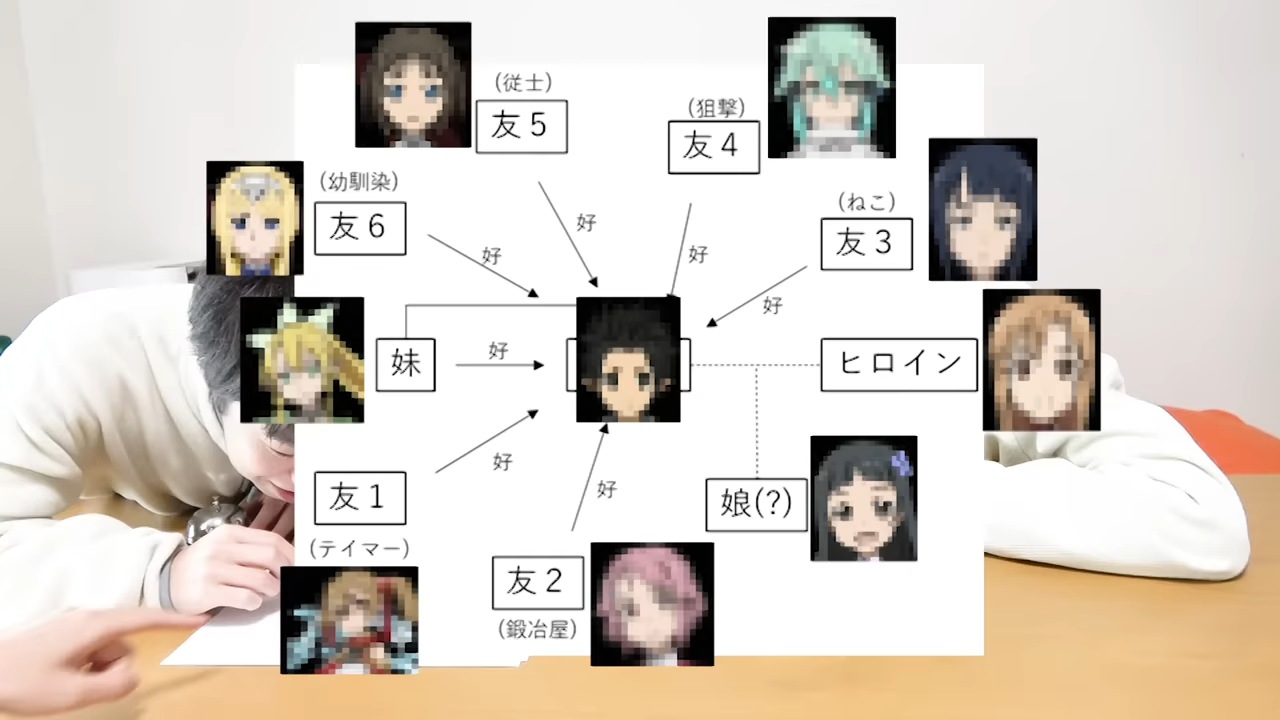 (従士)
友5
(狙撃)
友4
(幼馴染)
友6
(ねこ)
友3
好
好
好
好
妹
好
ヒロイン
友1
(テイマー)
好
好
娘(?)
友2
(鍛冶屋)